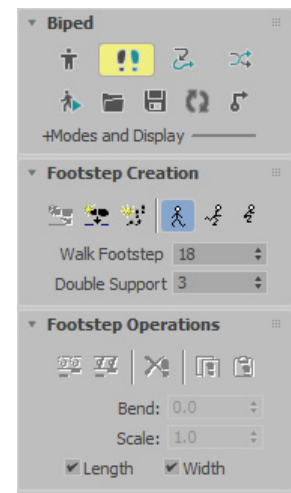 Biped
+Modes and Display
Footstep Creation
Walk Footstep 18
Double Support 3
Footstep Operations
Bend: 0.0
Scale: 1.0
Length Width